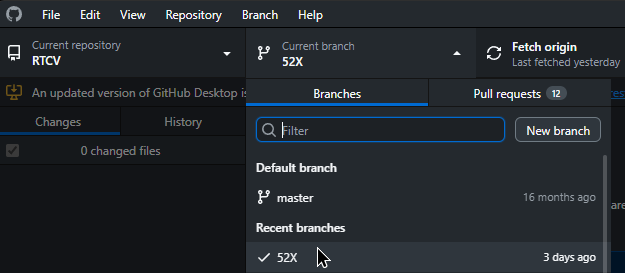 File Edit View Repository Branch Help
Current repository
RTCV
Current branch
52X
Fetch origin
Last fetched yesterday
An updated version of GitHub Desktop is
Branches
Pull requests 12
Changes
History
Filter
New branch
0 changed files
Default branch
master
16 months ago
Recent branches
52X
3 days ago